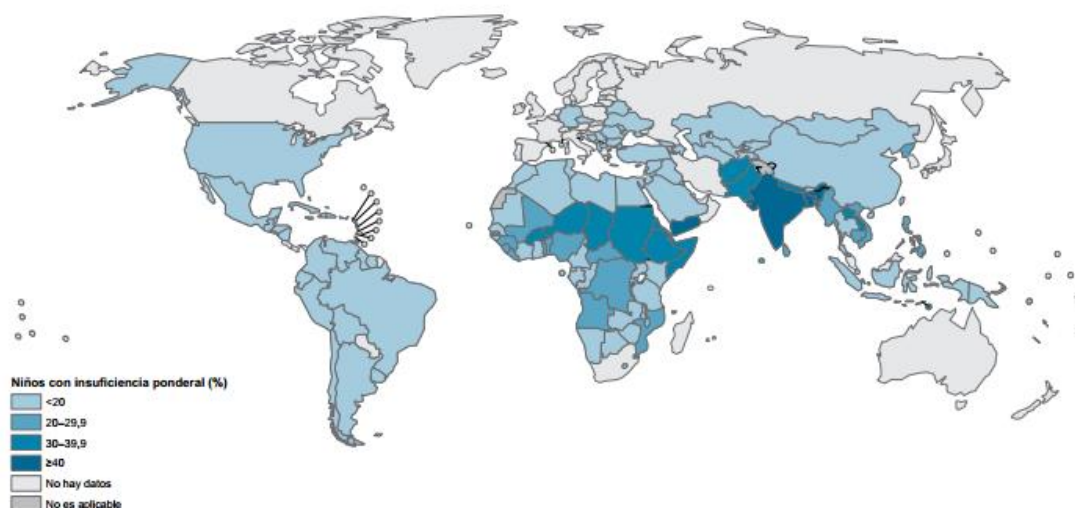 Niños con insuficiencia ponderal (%)
<20
20–29,9
30–39,9
≥40
No hay datos
No es aplicable